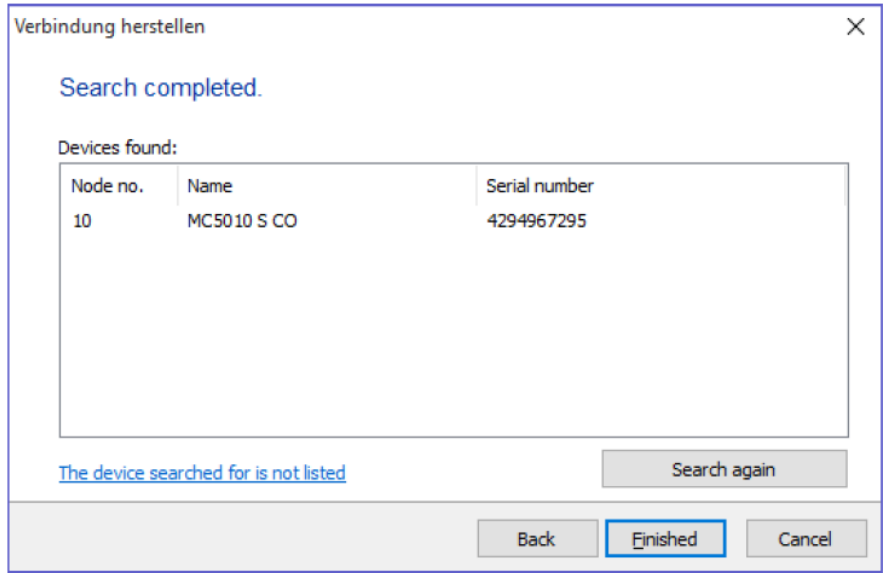 Verbindung herstellen
Search completed.
Devices found:
Node no. Name Serial number
10 MC5010 S CO 4294967295
The device searched for is not listed
Search again
Back Finished Cancel